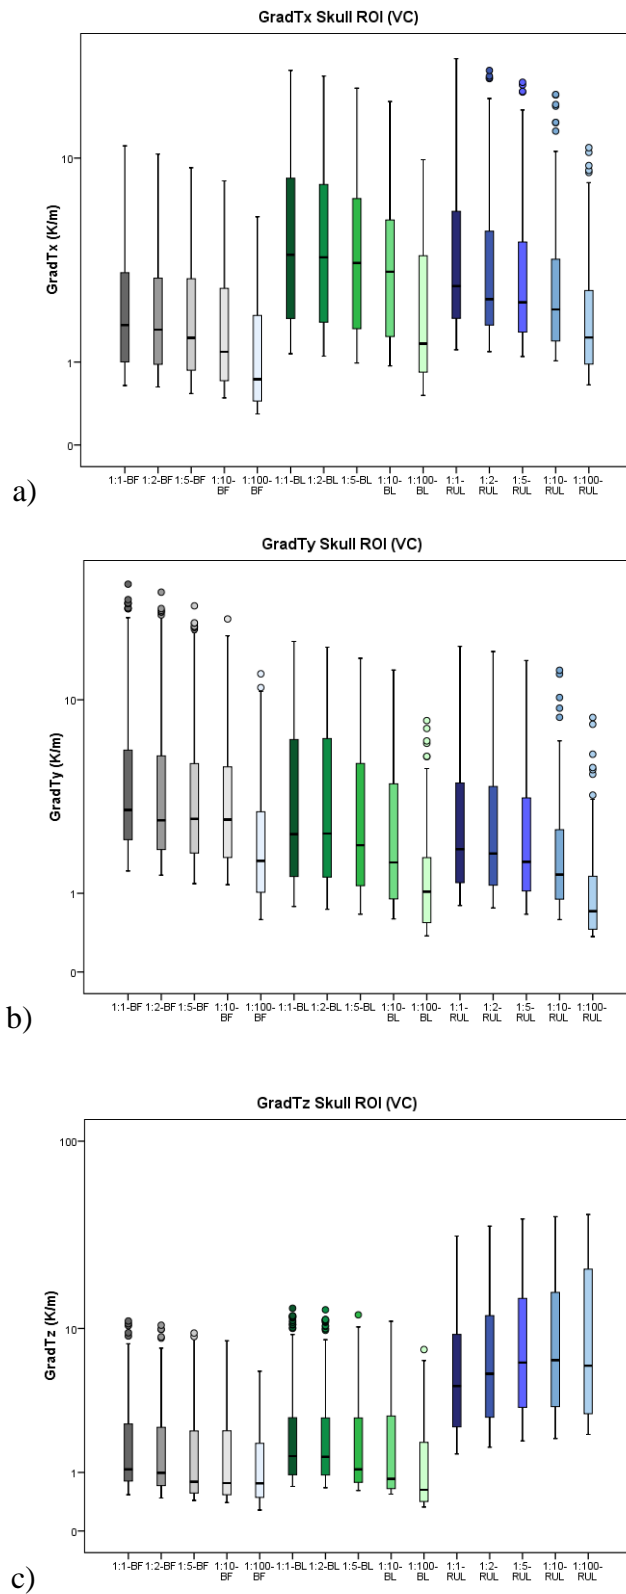 GradTx Skull ROI (VC)
GradTx (K/m)
10
1
0
1:1-BF 1:2-BF 1:5-BF 1:10- 1:100- 1:1-BL 1:2-BL 1:5-BL 1:10- 1:100- 1:1- 1:2- 1:5- 1:10- 1:100-
BF BF BL BL RUL RUL RUL RUL RUL
a)
GradTy Skull ROI (VC)
GradTy (K/m)
10
1
0
1:1-BF 1:2-BF 1:5-BF 1:10- 1:100- 1:1-BL 1:2-BL 1:5-BL 1:10- 1:100- 1:1- 1:2- 1:5- 1:10- 1:100-
BF BF BL BL RUL RUL RUL RUL RUL
b)
GradTz Skull ROI (VC)
GradTz (K/m)
100
10
1
0
1:1-BF 1:2-BF 1:5-BF 1:10- 1:100- 1:1-BL 1:2-BL 1:5-BL 1:10- 1:100- 1:1- 1:2- 1:5- 1:10- 1:100-
BF BF BL BL RUL RUL RUL RUL RUL
c)